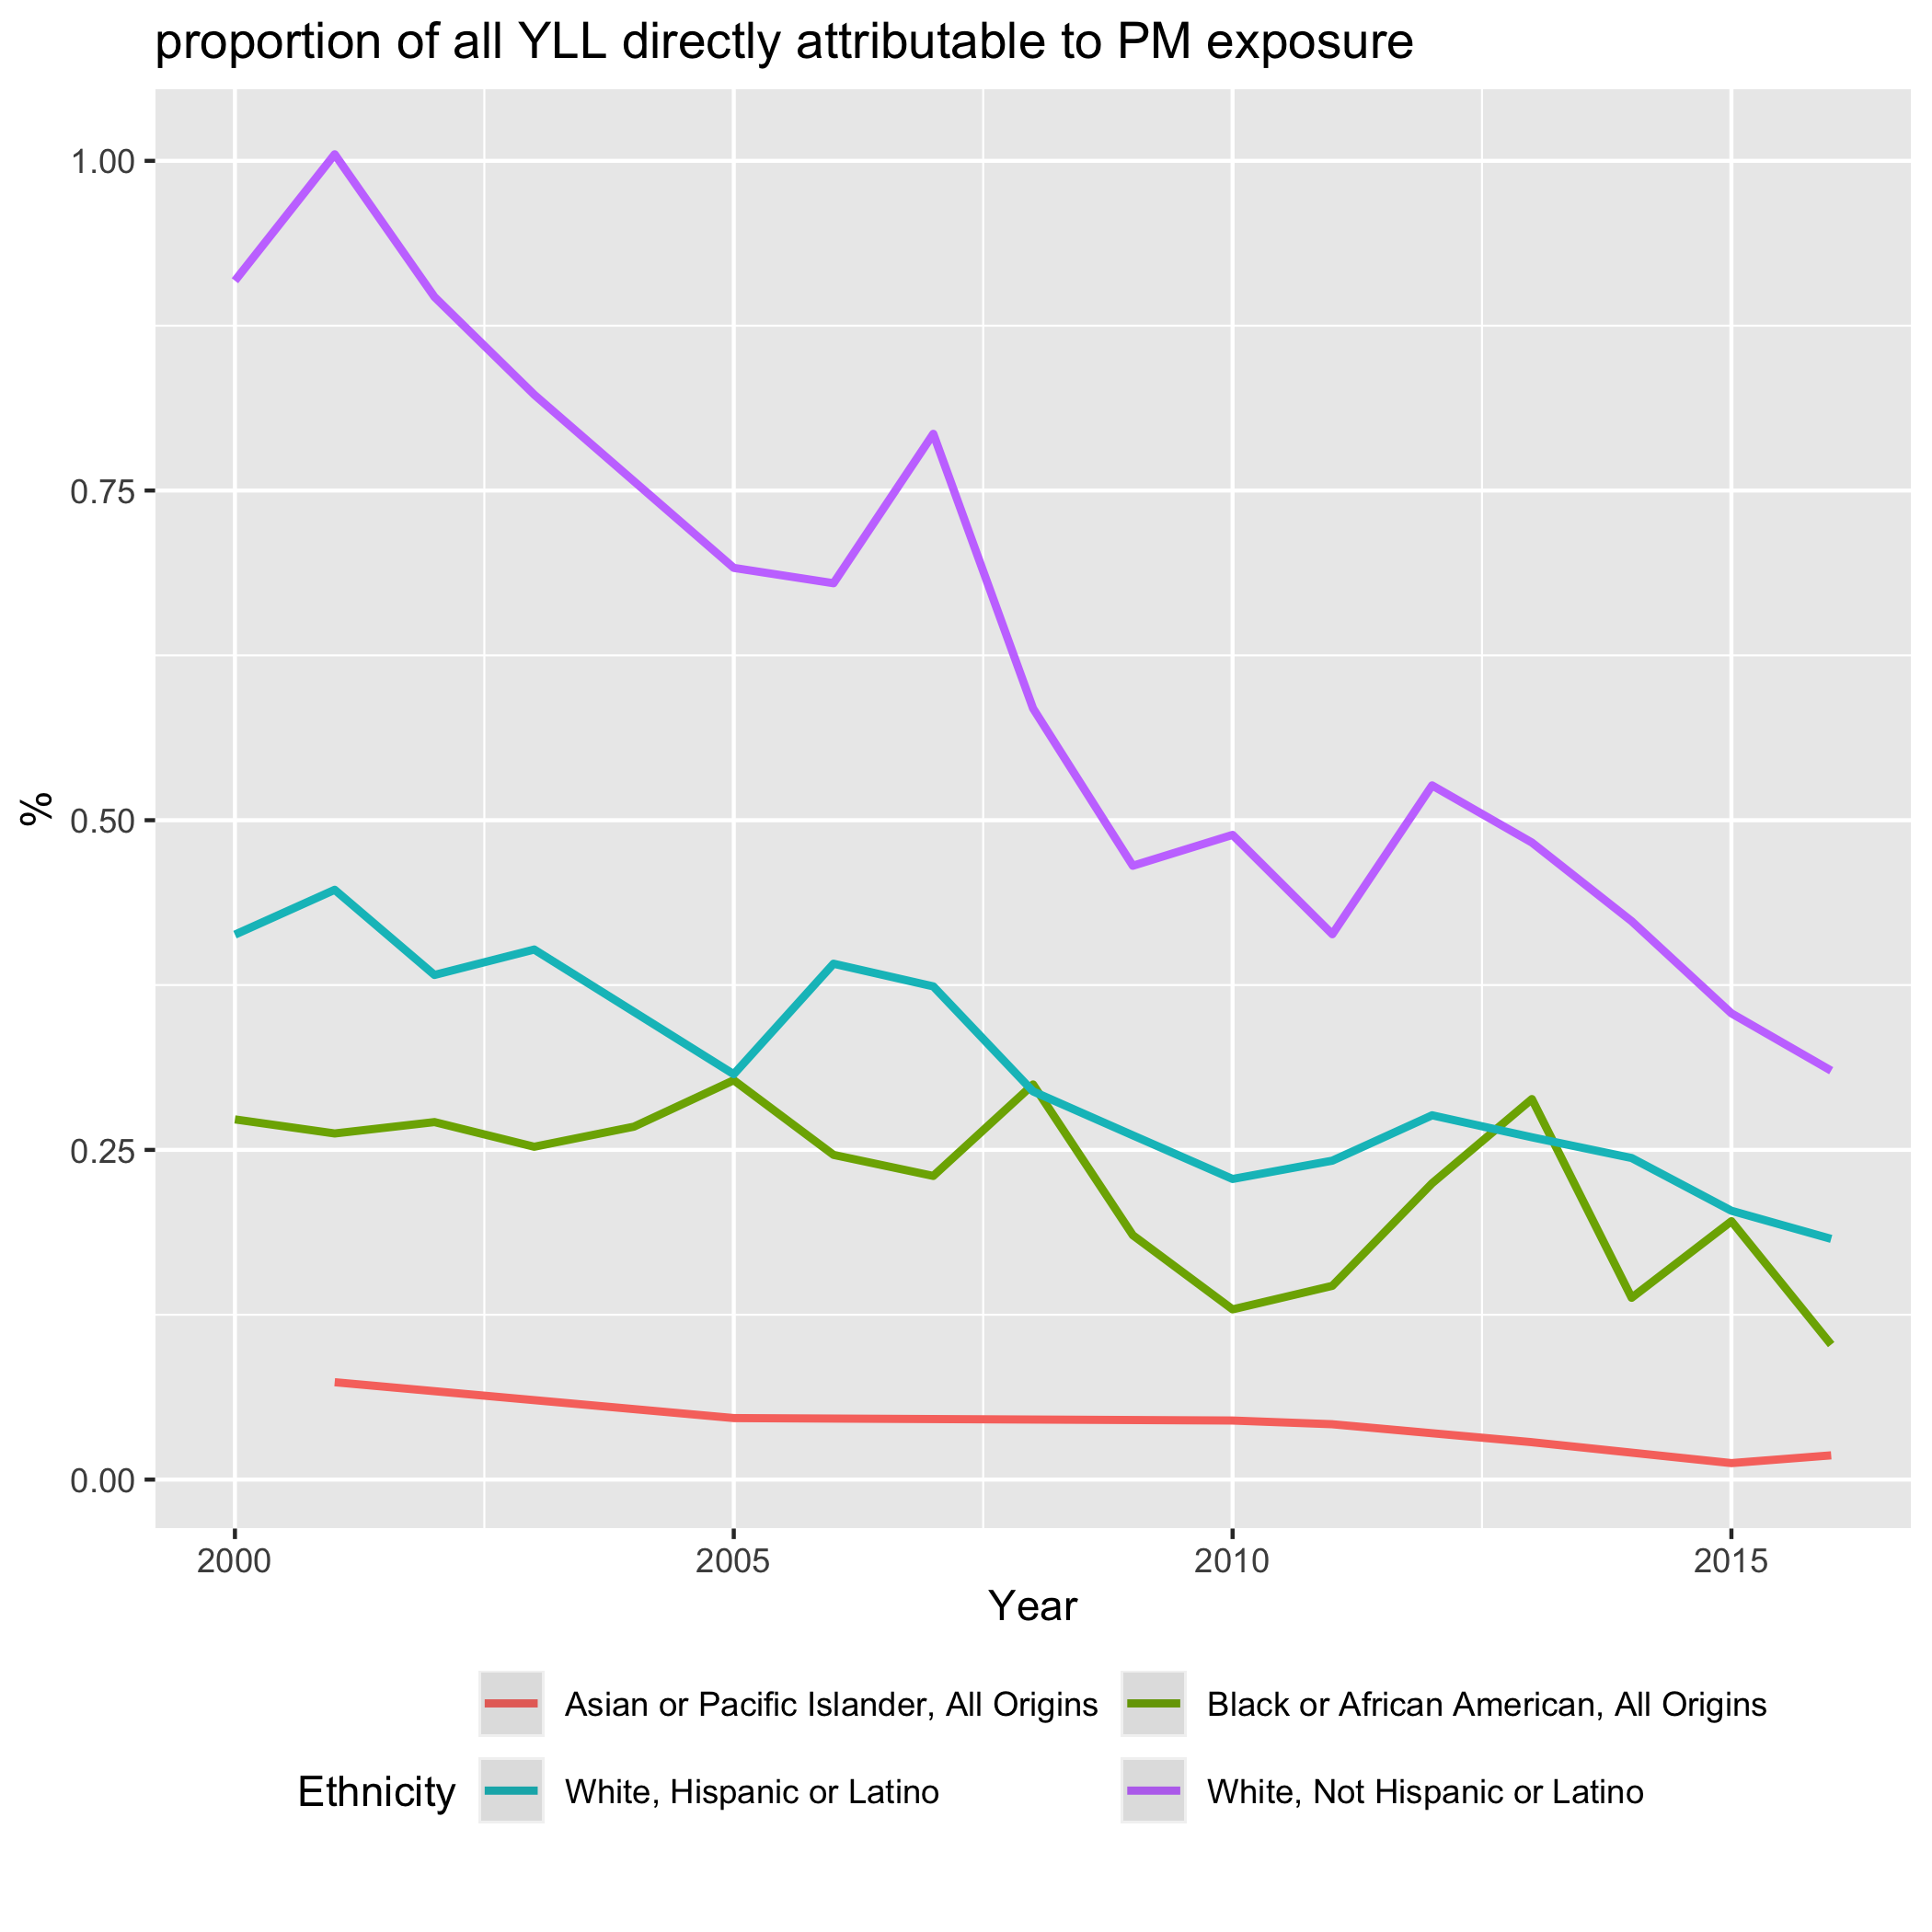 proportion of all YLL directly attributable to PM exposure
1.00
0.75
0.50
0.25
0.00
%
2000 2005 2010 2015
Year
Asian or Pacific Islander, All Origins Black or African American, All Origins
Ethnicity White, Hispanic or Latino White, Not Hispanic or Latino